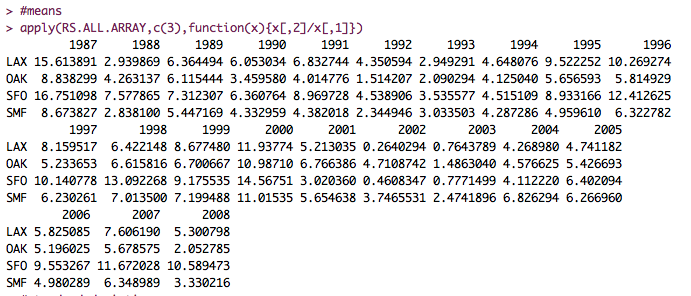 > #means
> apply(RS.ALL.ARRAY,c(3),function(x){x[,2]/x[,1]})
1987 1988 1989 1990 1991 1992 1993 1994 1995 1996
LAX 15.613891 2.939869 6.364494 6.053034 6.832744 4.350594 2.949291 4.648076 9.522252 10.269274
OAK 8.838299 4.263137 6.115444 3.459580 4.014776 1.514207 2.090294 4.125040 5.656593 5.814929
SFO 16.751098 7.577865 7.312307 6.360764 8.969728 4.538906 3.535577 4.515109 8.933166 12.412625
SMF 8.673827 2.838100 5.447169 4.332959 4.382018 2.344946 3.033503 4.287286 4.959610 6.322782
1997 1998 1999 2000 2001 2002 2003 2004 2005
LAX 8.159517 6.422148 8.677480 11.93774 5.213035 0.2640294 0.7643789 4.268980 4.741182
OAK 5.233653 6.615816 6.700667 10.98710 6.766386 4.7108742 1.4863040 4.576625 5.426693
SFO 10.140778 13.092268 9.175535 14.56751 3.020360 0.4608347 0.7771499 4.112220 6.402094
SMF 6.230261 7.013500 7.199488 11.01535 5.654638 3.7465531 2.4741896 6.826294 6.266960
2006 2007 2008
LAX 5.825085 7.606190 5.300798
OAK 5.196025 5.678575 2.052785
SFO 9.553267 11.672028 10.589473
SMF 4.980289 6.348989 3.330216